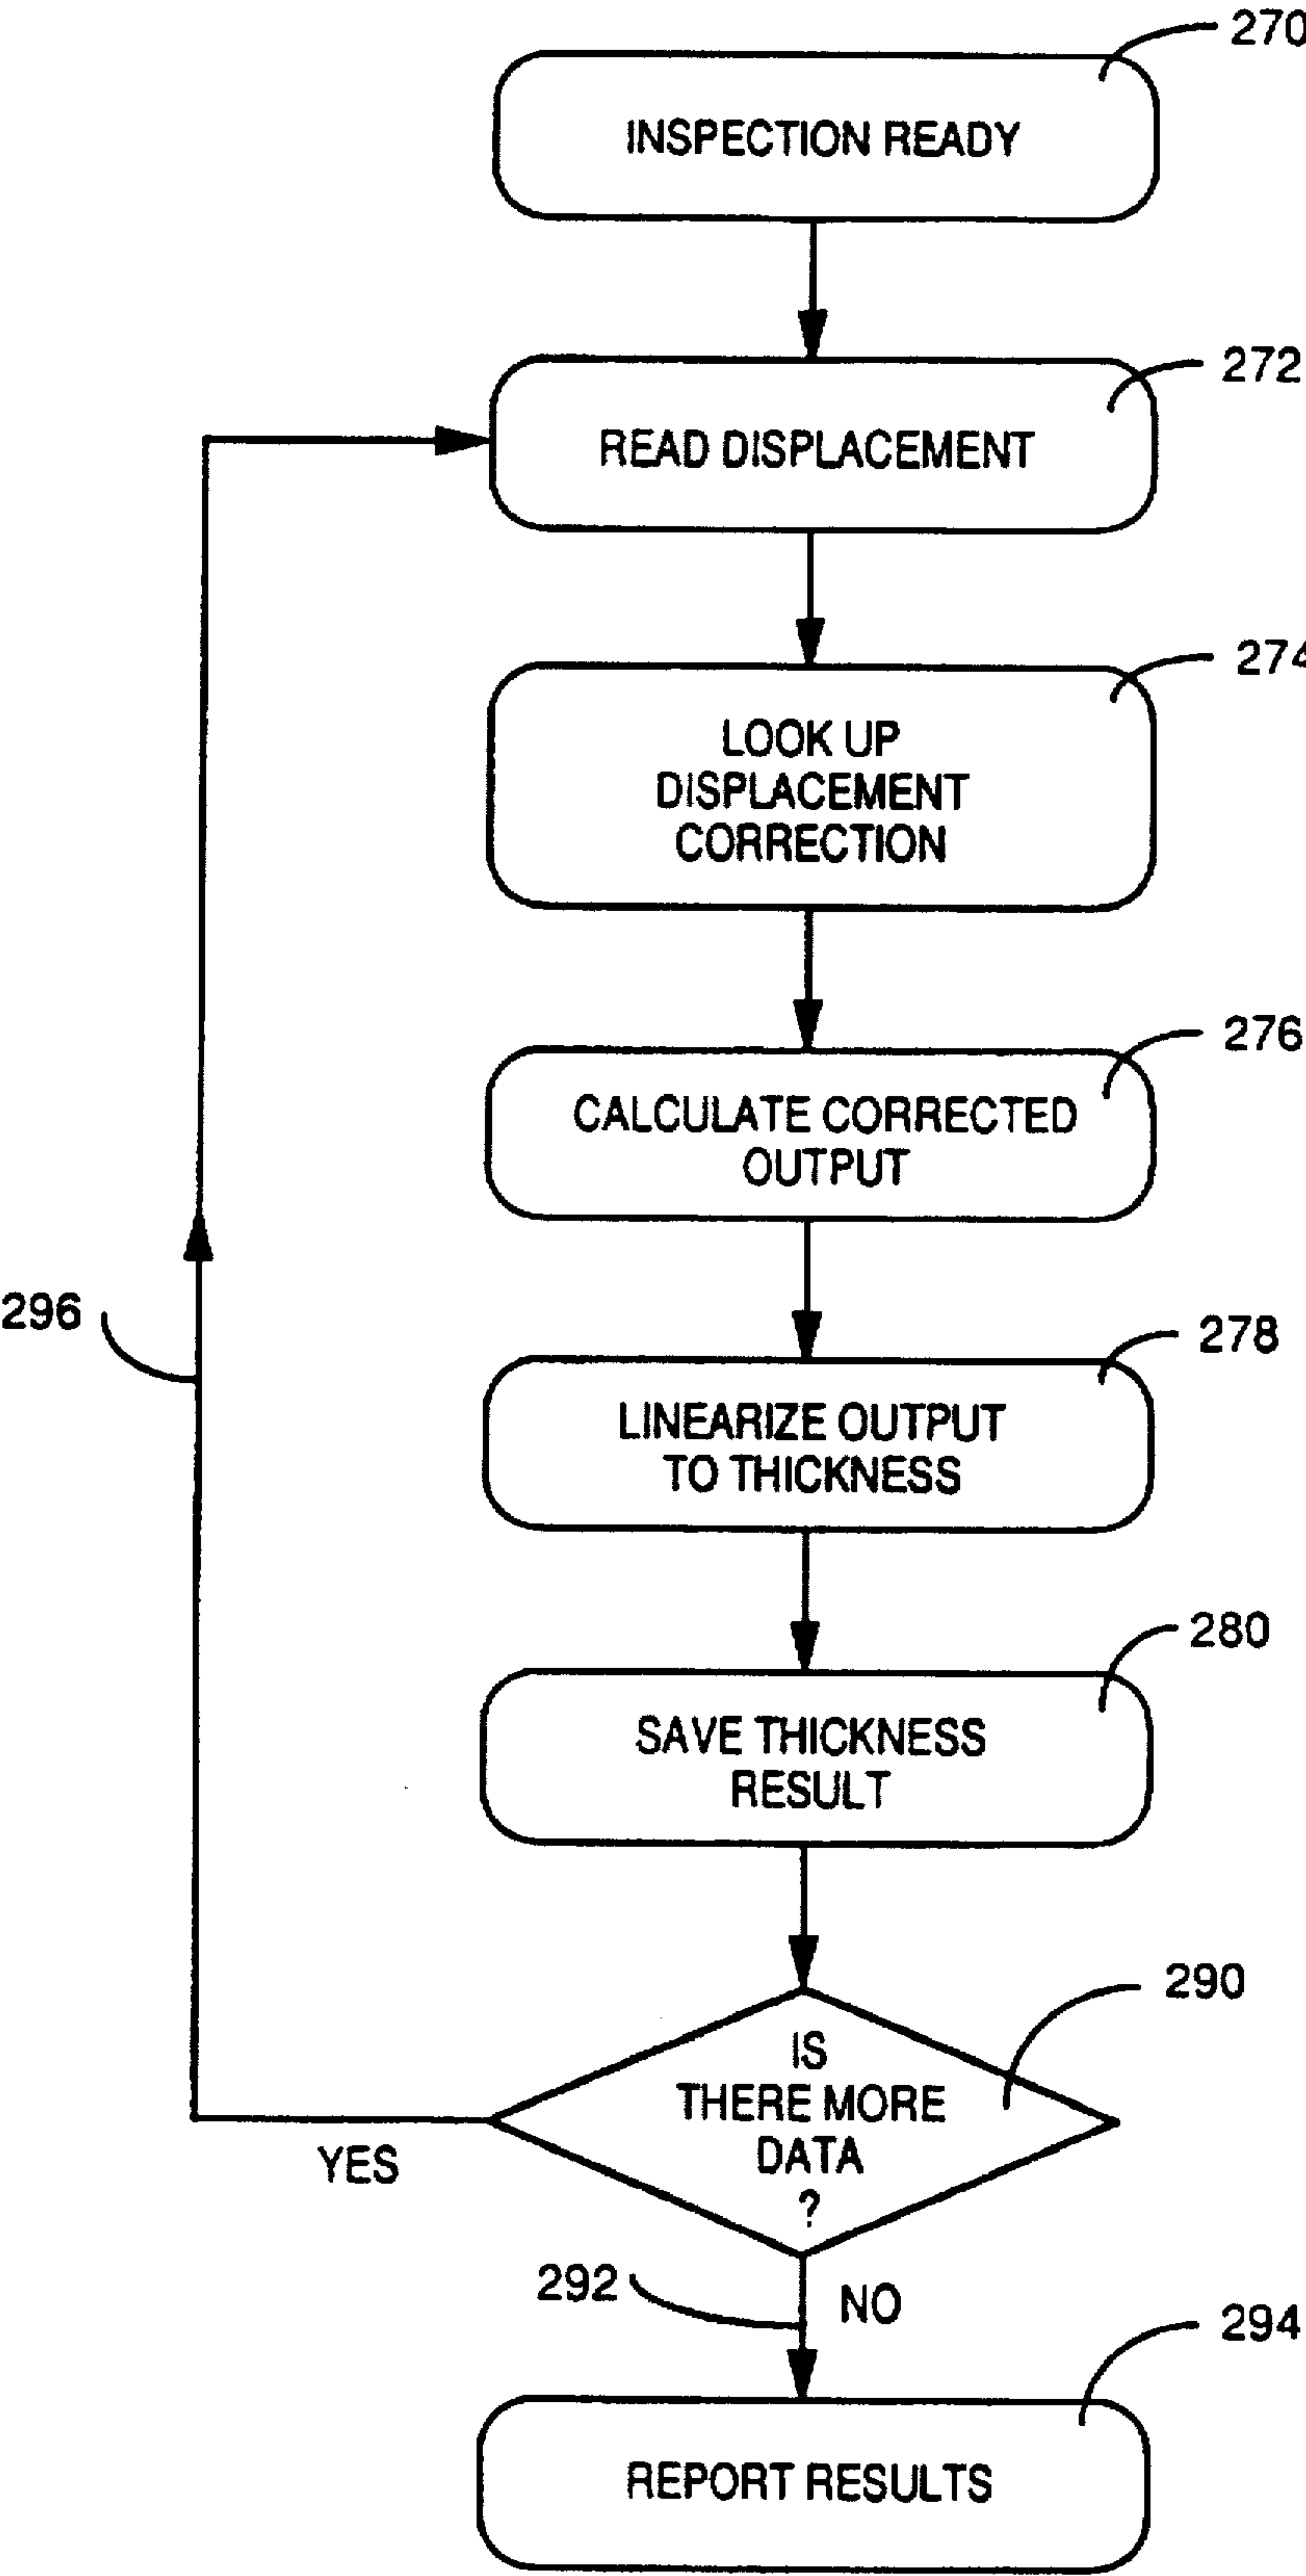 270
INSPECTION READY
272
READ DISPLACEMENT
274
LOOK UP
DISPLACEMENT
CORRECTION
276
CALCULATE CORRECTED
OUTPUT
296
278
LINEARIZE OUTPUT
TO THICKNESS
280
SAVE THICKNESS
RESULT
290
IS
THERE MORE
DATA
?
YES
292
NO
294
REPORT RESULTS